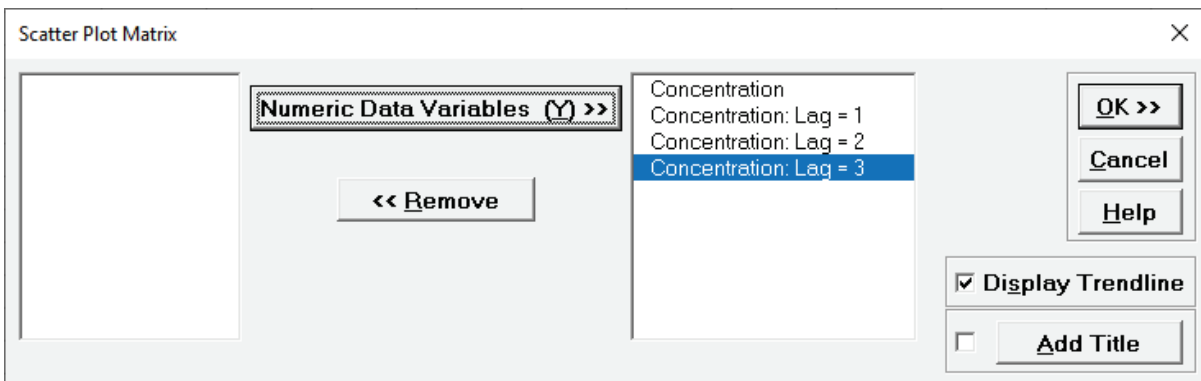 Scatter Plot Matrix
Numeric Data Variables (Y) >>
<< Remove
Concentration
Concentration: Lag = 1
Concentration: Lag = 2
Concentration: Lag = 3
OK >>
Cancel
Help
Display Trendline
Add Title